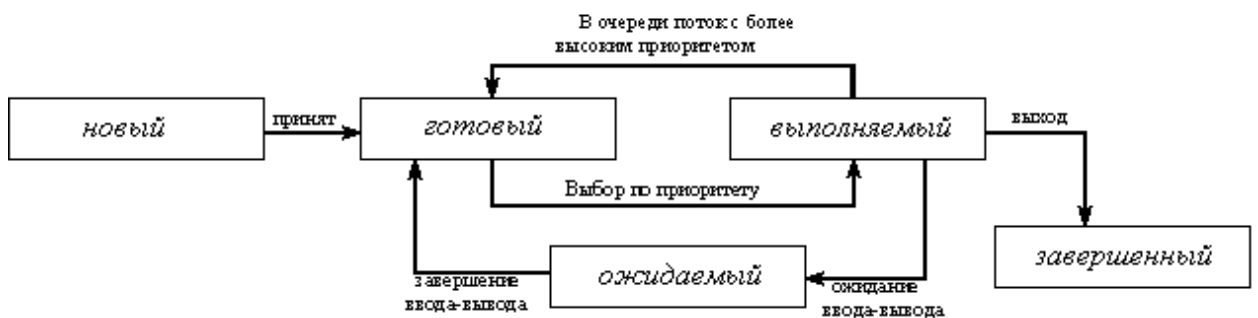 В очереди поток с более
высоким приоритетом
новый
принят
готовый
выполняемый
выход
Выбор по приоритету
завершенный
ожидаемый
завершение
ввода-вывода
ожидание
ввода-вывода